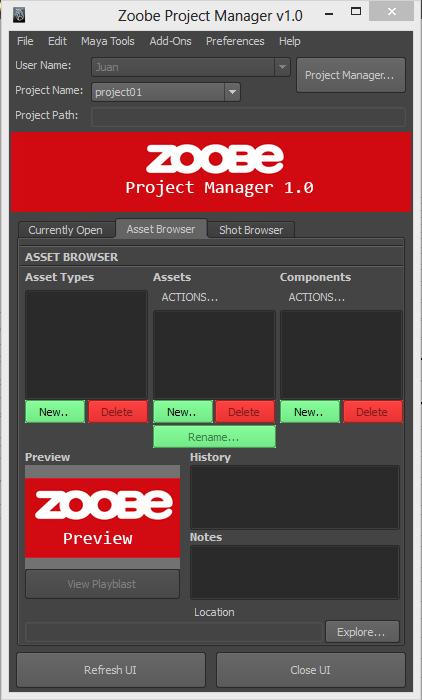 Zoobe Project Manager v1.0
File Edit Maya Tools Add-Ons Preferences Help
User Name: Juan Project Manager...
Project Name: project01
Project Path:
ZOOBE
Project Manager 1.0
Currently Open Asset Browser Shot Browser
ASSET BROWSER
Asset Types Assets Components
ACTIONS... ACTIONS...
New.. Delete New.. Delete New.. Delete
Rename...
Preview History
ZOOBE
Preview
Notes
View Playblast
Location
Explore...
Refresh UI Close UI